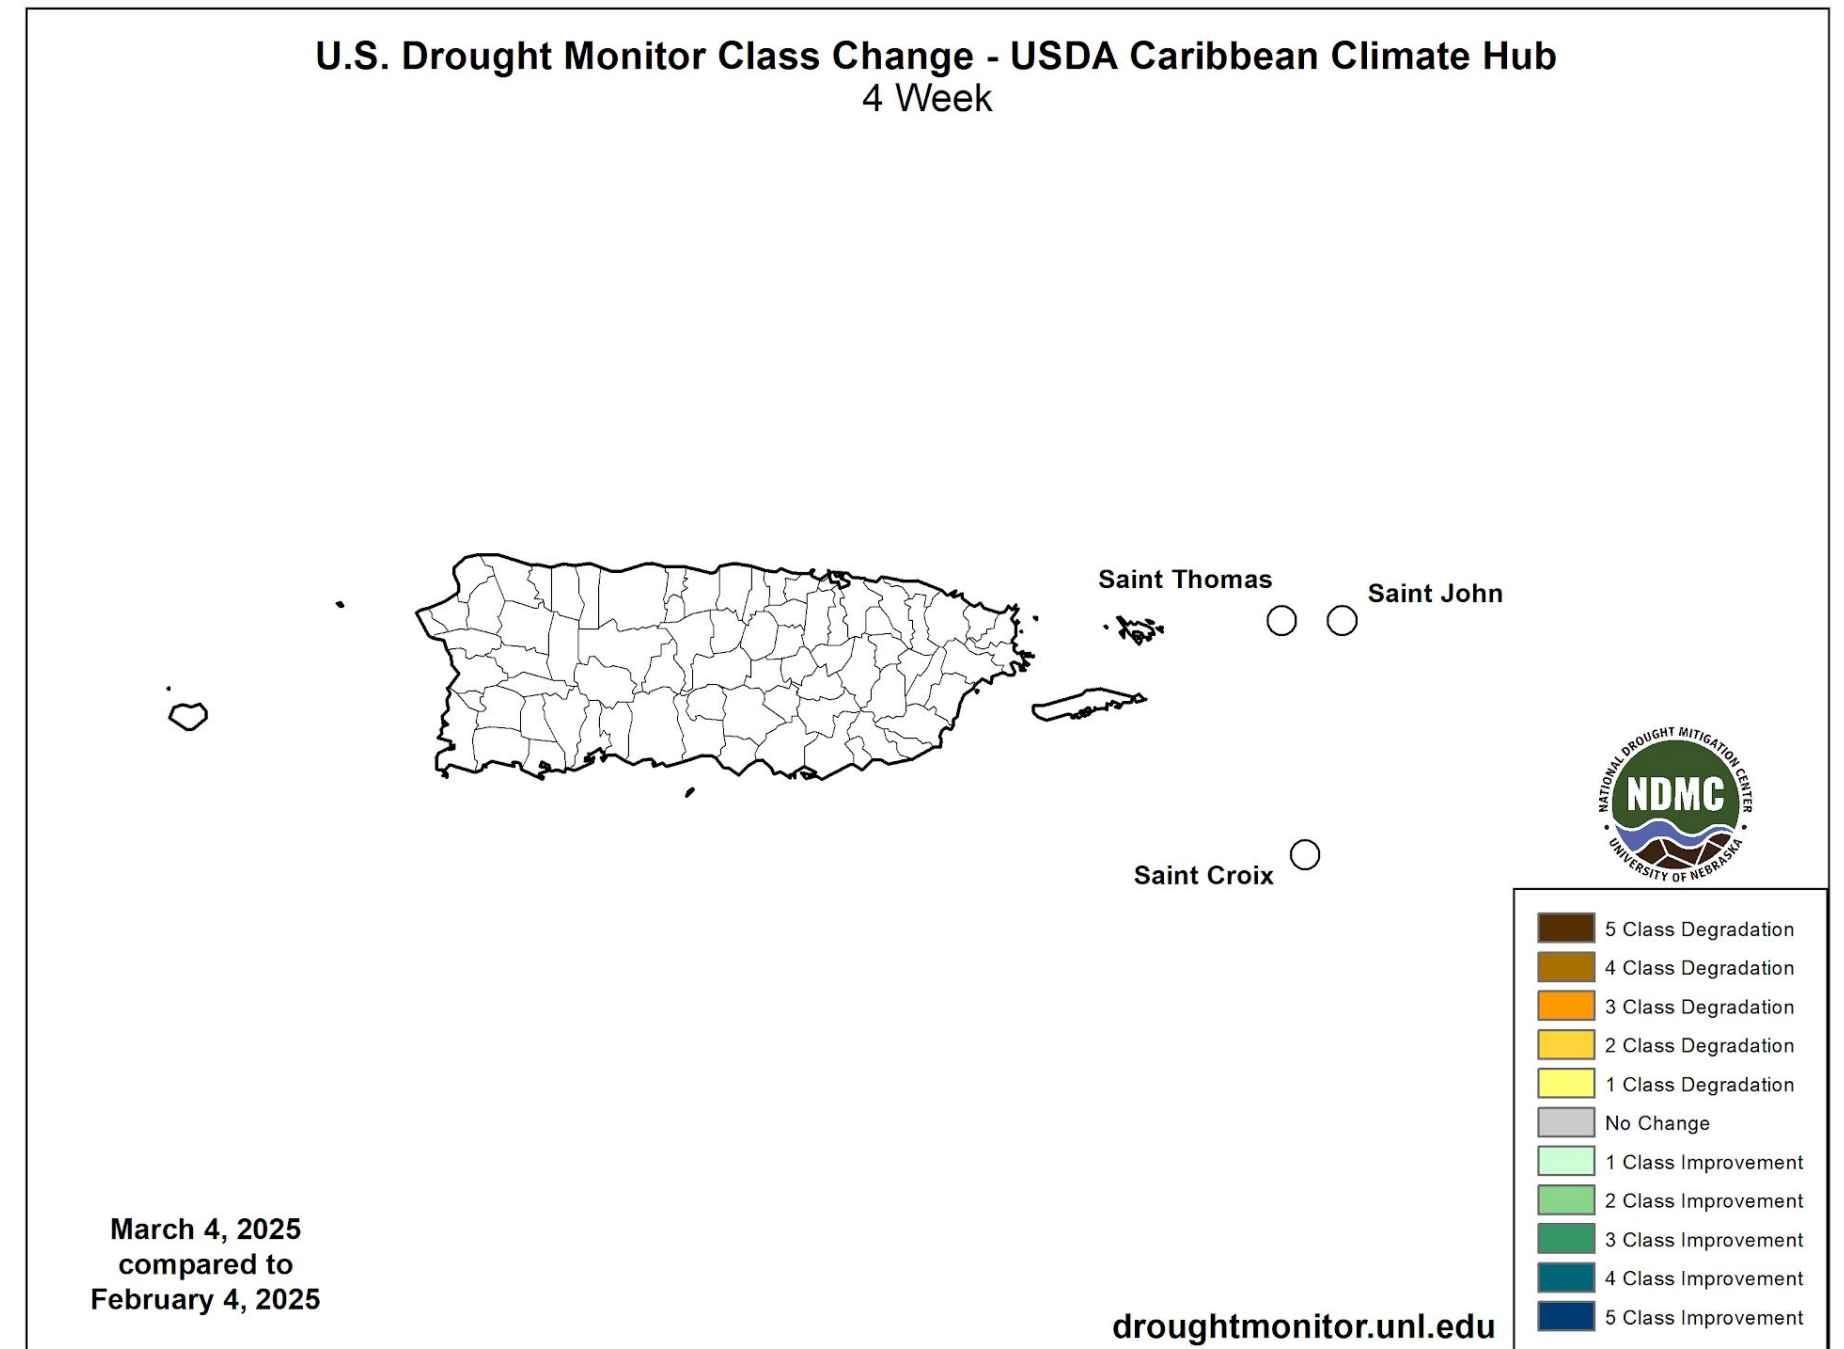 U.S. Drought Monitor Class Change - USDA Caribbean Climate Hub
4 Week
Saint Thomas
Saint John
Saint Croix
NATIONAL DROUGHT MITIGATION CENTER
NDMC
UNIVERSITY OF NEBRASKA
5 Class Degradation
4 Class Degradation
3 Class Degradation
2 Class Degradation
1 Class Degradation
No Change
1 Class Improvement
2 Class Improvement
3 Class Improvement
4 Class Improvement
5 Class Improvement
March 4, 2025
compared to
February 4, 2025
droughtmonitor.unl.edu